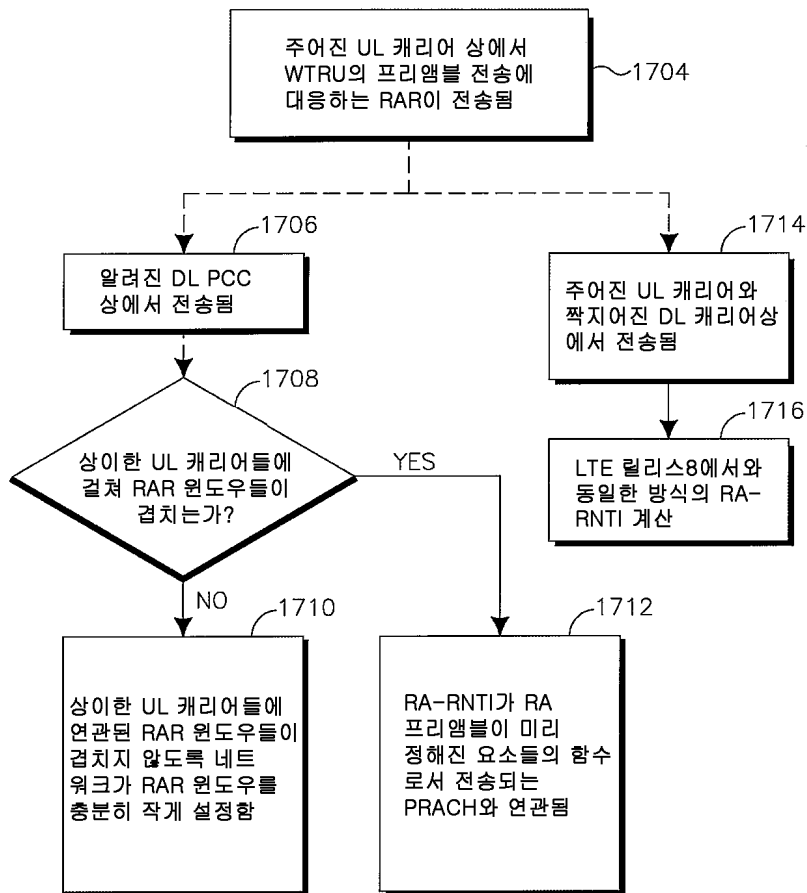 주어진 UL 캐리어 상에서
WTRU의 프리앰블 전송에
대응하는 RAR이 전송됨
1704
1706
알려진 DL PCC
상에서 전송됨
1714
주어진 UL 캐리어와
짝지어진 DL 캐리어상
에서 전송됨
1708
상이한 UL 캐리어들에
걸쳐 RAR 윈도우들이
겹치는가?
YES
NO
1716
LTE 릴리스8에서와
동일한 방식의 RA-
RNTI 계산
1710
상이한 UL 캐리어들에
연관된 RAR 윈도우들이
겹치지 않도록 네트
워크가 RAR 윈도우를
충분히 작게 설정함
1712
RA-RNTI가 RA
프리앰블이 미리
정해진 요소들의 함수
로서 전송되는
PRACH와 연관됨